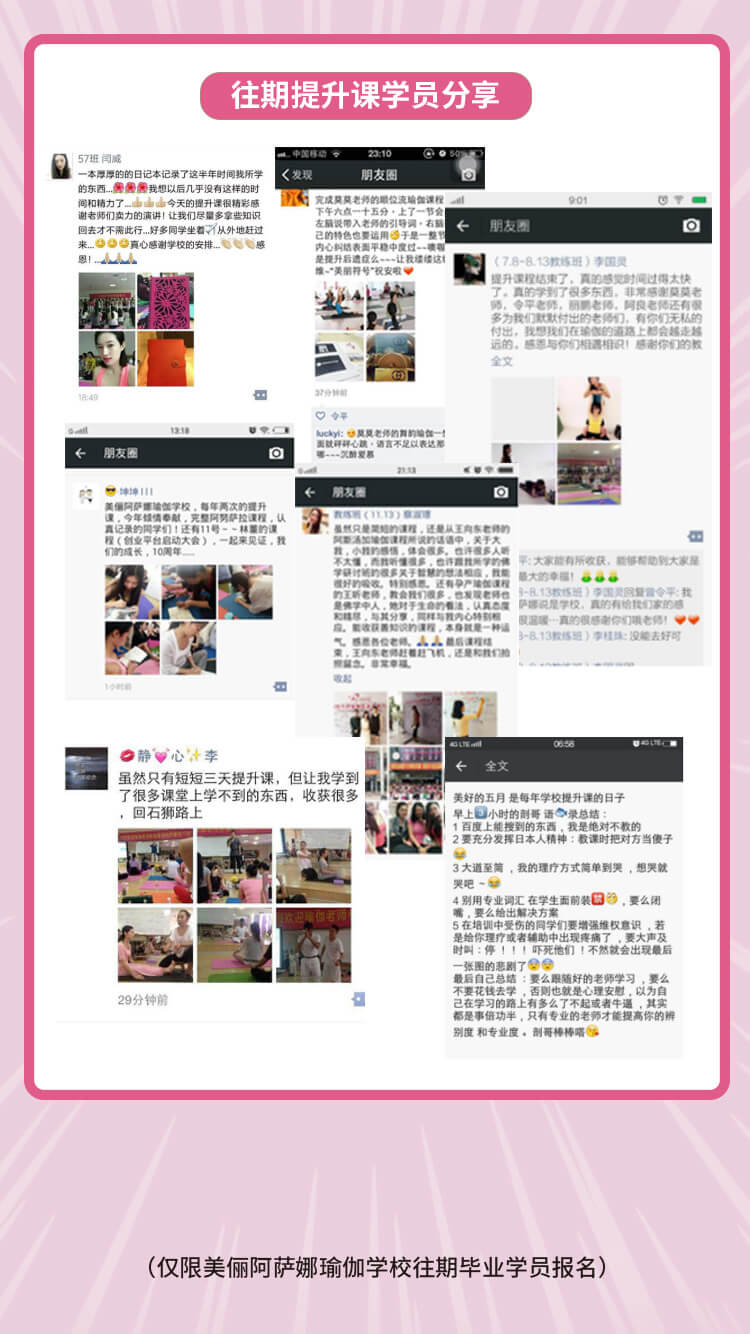 往期提升课学员分享
57班 闫威
一本厚厚的的日记本记录了这半年时间我所学
的东西...🌺🌺🌺我想以后几乎没有这样的时
间和精力了...👍👍👍今天的提升课很精彩感
谢老师们卖力的演讲! 让我们尽量多拿些知识
回去才不需此行...好多同学坐着✈️从外地赶过
来...😊😊😊真心感谢学校的安排...👏👏👏感
恩! ...🙏🙏🙏
18:49
中国移动
23:10
50%
发现
朋友圈
完成莫莫老师的顺位流瑜伽课程
下午六点一十五分·上了一节会
左脑说带入老师的引导词·右脑
己的特色也要运用
于是一整节
内心纠结表面平稳中度过~~噢噢
是提升后遗症么~~~让我缕缕这
维~“美丽符号”祝安啦❤️
37分钟前
令平
luckyi:
莫莫老师的舞韵瑜伽一
面就砰砰心跳·语言不足以表达那
哪~~沉醉爱慕
9:01
朋友圈
（7.8-8.13教练班）李国灵
提升课程结束了，真的感觉时间过得太快
了。真的学到了很多东西，非常感谢莫莫老
师，令平老师，丽鹏老师，阿良老师还有很
多为我们默默付出的老师们，有你们无私的
付出，我想我们在瑜伽的道路上都会越走越
远的，感恩与你们相遇相识！感谢你们的教
全文
平: 大家能有所收获，能够帮助到大家是
最大的幸福！
8-8.13教练班）李国灵回复曾令平: 我
萨娜说是学校，真的有给我们家的感
很温暖…真的很感谢你们哦老师！❤️❤️
8-8.13教练班）李桂珠: 没能去好可
13:18
朋友圈
😎 坤坤 | | |
美俪阿萨娜瑜伽学校，每年两次的提升
课，今年倾情奉献，完整阿努萨拉课程，认
真记录的同学们！还有11号~~林董的课
程（创业平台启动大会），一起来见证，我
们的成长，10周年.....
1小时前
21:13
朋友圈
教练班（11.13）蔡淑理
虽然只是简短的课程，还是从王向东老师的
阿斯汤加瑜伽课程所说的话语中，关于大
我，小我的感悟，体会很多。也许很多人听
不太懂，而我听懂很多，也许跟我所学的佛
学研讨班的很多关于智慧的想法相应，我能
很好的吸收。特别感恩。还有孕产瑜伽课程
的王昕老师，教会我们很多，也发现老师也
是佛学中人，她对于生命的看法，认真态度
和精尽，与其分享，同样与我内心特别相
应。能收获善知识的课程，本身就是一种运
气。感恩各位老师。🙏🙏最后课程结
束，王向东老师赶着赶飞机，还是和我们拍
照留念。非常幸福。
收起
💋静💓心✨李
虽然只有短短三天提升课，但让我学到
了很多课堂上学不到的东西，收获很多
，回石狮路上
29分钟前
4G LTE
06:58
4G LTE
全文
美好的五月 是每年学校提升课的日子
早上3️⃣小时的剖哥 语🐟录总结：
1 百度上能搜到的东西，我是绝对不教的
2 要充分发挥日本人精神：教课时把对方当傻子
😂
3 大道至简 ，我的理疗方式简单到哭 ，想哭就
哭吧 ~😂
4 别用专业词汇 在学生面前装🈲
，要么闭
嘴，要么给出解决方案
5 在培训中受伤的同学们要增强维权意识 ，若
是给你理疗或者辅助中出现疼痛了 ，要大声及
时叫：停 ！！！ 吓死他们 ！不然就会出现最后
一张图的悲剧了😨😨
最后自己总结 ：要么跟随好的老师学习 ，要么
不要花钱去学 ，否则也就是心理安慰，以为自
己在学习的路上有多么了不起或者牛逼 ，其实
都是事倍功半，只有专业的老师才能提高你的辨
别度 和专业度 。剖哥棒棒嗒😘
（仅限美俪阿萨娜瑜伽学校往期毕业学员报名）